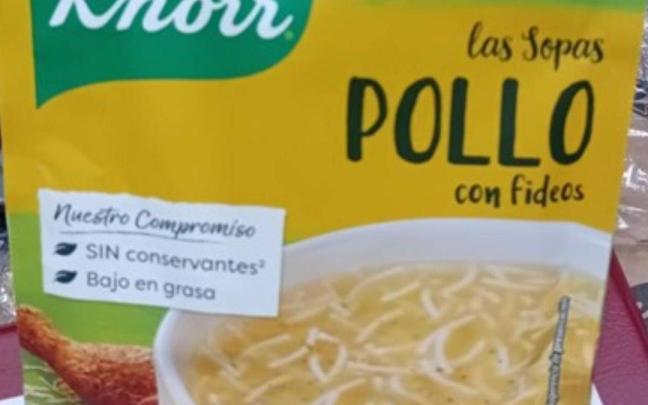 Knorr
las Sopas
POLLO
con fideos
Nuestro Compromiso
SIN conservantes²
Bajo en grasa